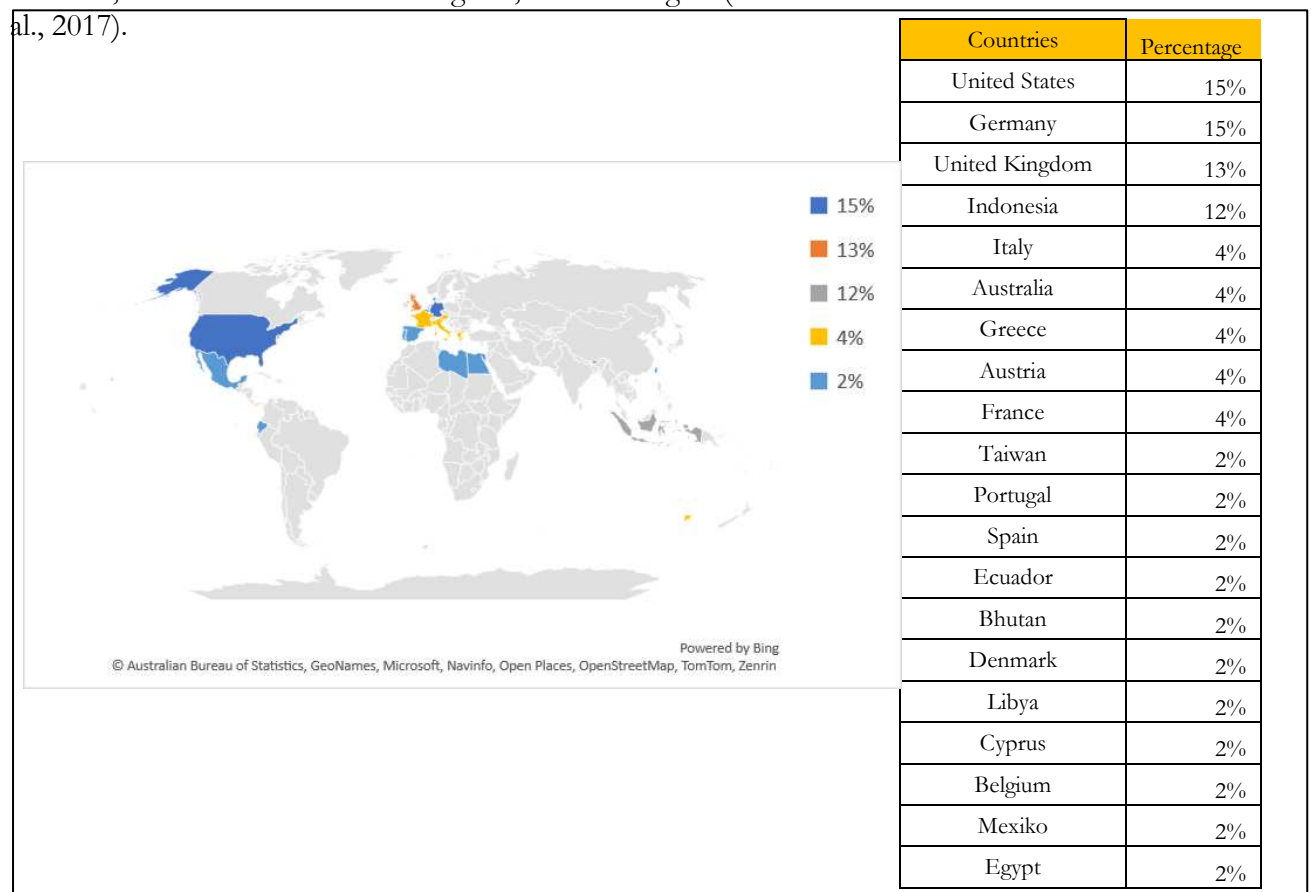 al., 2017).
Countries Percentage
United States 15%
Germany 15%
United Kingdom 13%
Indonesia 12%
Italy 4%
Australia 4%
Greece 4%
Austria 4%
France 4%
Taiwan 2%
Portugal 2%
Spain 2%
Ecuador 2%
Bhutan 2%
Denmark 2%
Libya 2%
Cyprus 2%
Belgium 2%
Mexiko 2%
Egypt 2%
15%
13%
12%
4%
2%
Powered by Bing
© Australian Bureau of Statistics, GeoNames, Microsoft, Navinfo, Open Places, OpenStreetMap, TomTom, Zenrin